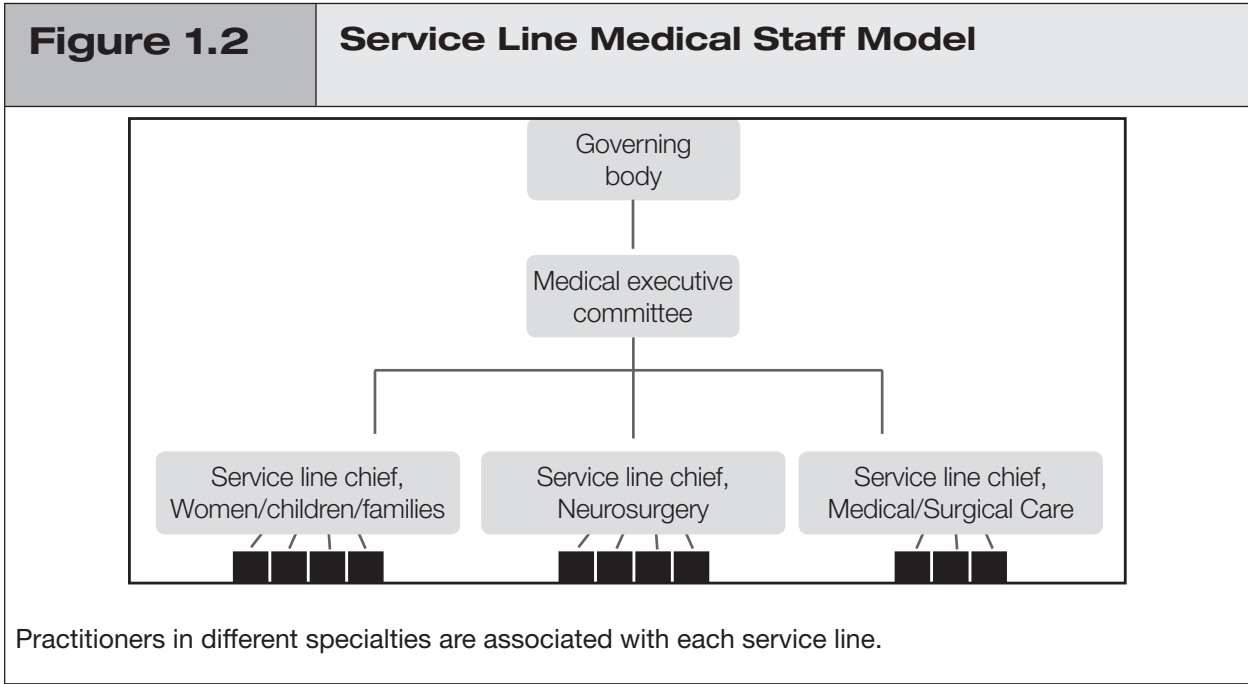 Figure 1.2
Service Line Medical Staff Model
Governing
body
Medical executive
committee
Service line chief,
Women/children/families
Service line chief,
Neurosurgery
Service line chief,
Medical/Surgical Care
Practitioners in different specialties are associated with each service line.